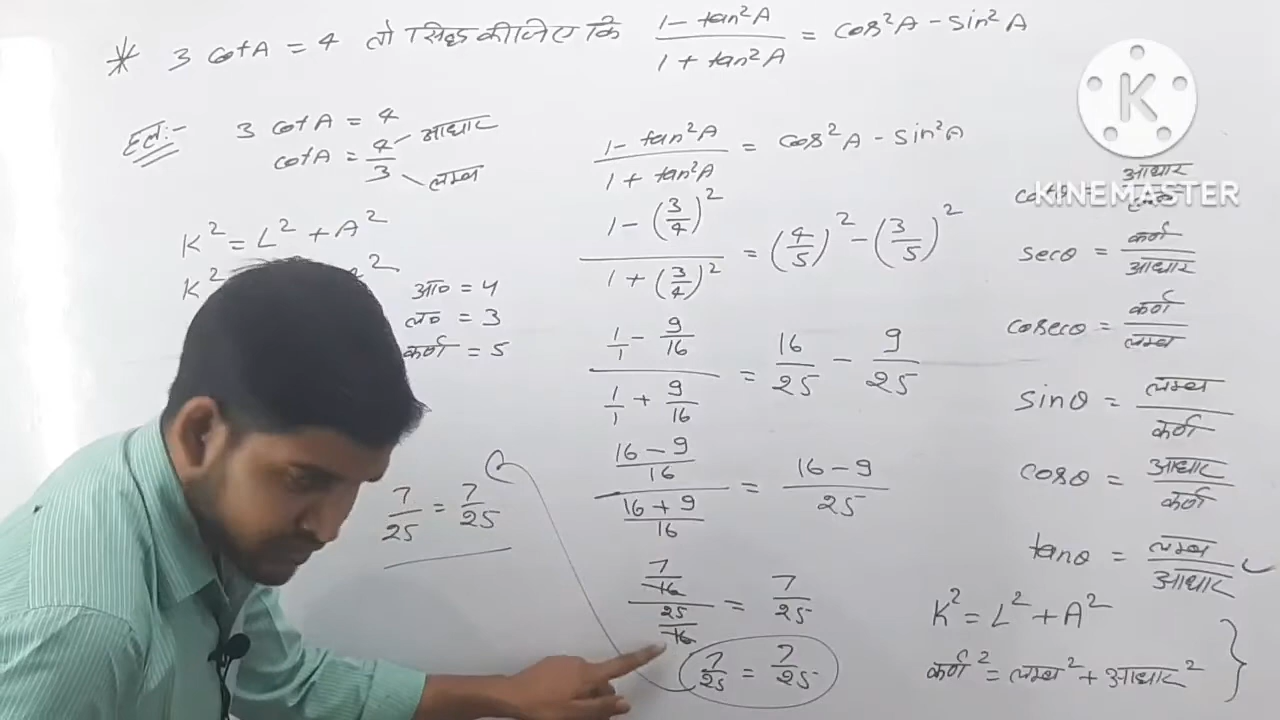 * 3 cotA = 4 तो सिद्ध कीजिए कि (1 - tan²A)/(1 + tan²A) = cos²A - sin²A
हल:-
3 cotA = 4
cotA = 4/3
आधार
लम्ब
K² = L² + A²
K²
²
आ० = 4
ल० = 3
कर्ण = 5
7/25 = 7/25
(1 - tan²A)/(1 + tan²A) = cos²A - sin²A
(1 - (3/4)²)/(1 + (3/4)²) = (4/5)² - (3/5)²
(1/1 - 9/16)/(1/1 + 9/16) = 16/25 - 9/25
((16 - 9)/16)/((16 + 9)/16) = (16 - 9)/25
(7/16)/(25/16) = 7/25
7/25 = 7/25
K
KINEMASTER
आधार
secθ = कर्ण/आधार
cosecθ = कर्ण/लम्ब
sinθ = लम्ब/कर्ण
cosθ = आधार/कर्ण
tanθ = लम्ब/आधार
K² = L² + A²
कर्ण² = लम्ब² + आधार²